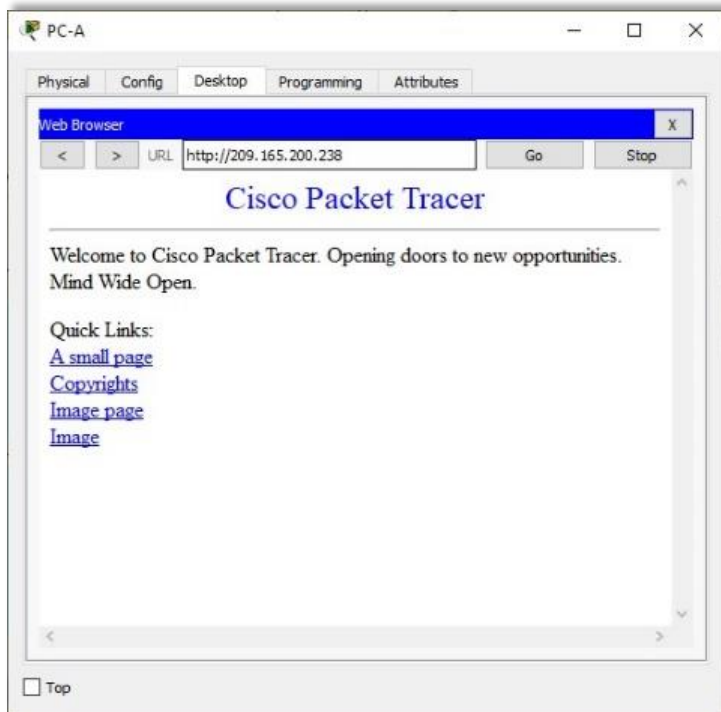 PC-A
Physical Config Desktop Programming Attributes
Web Browser X
< > URL http://209.165.200.238 Go Stop
Cisco Packet Tracer
Welcome to Cisco Packet Tracer. Opening doors to new opportunities.
Mind Wide Open.
Quick Links:
A small page
Copyrights
Image page
Image
Top